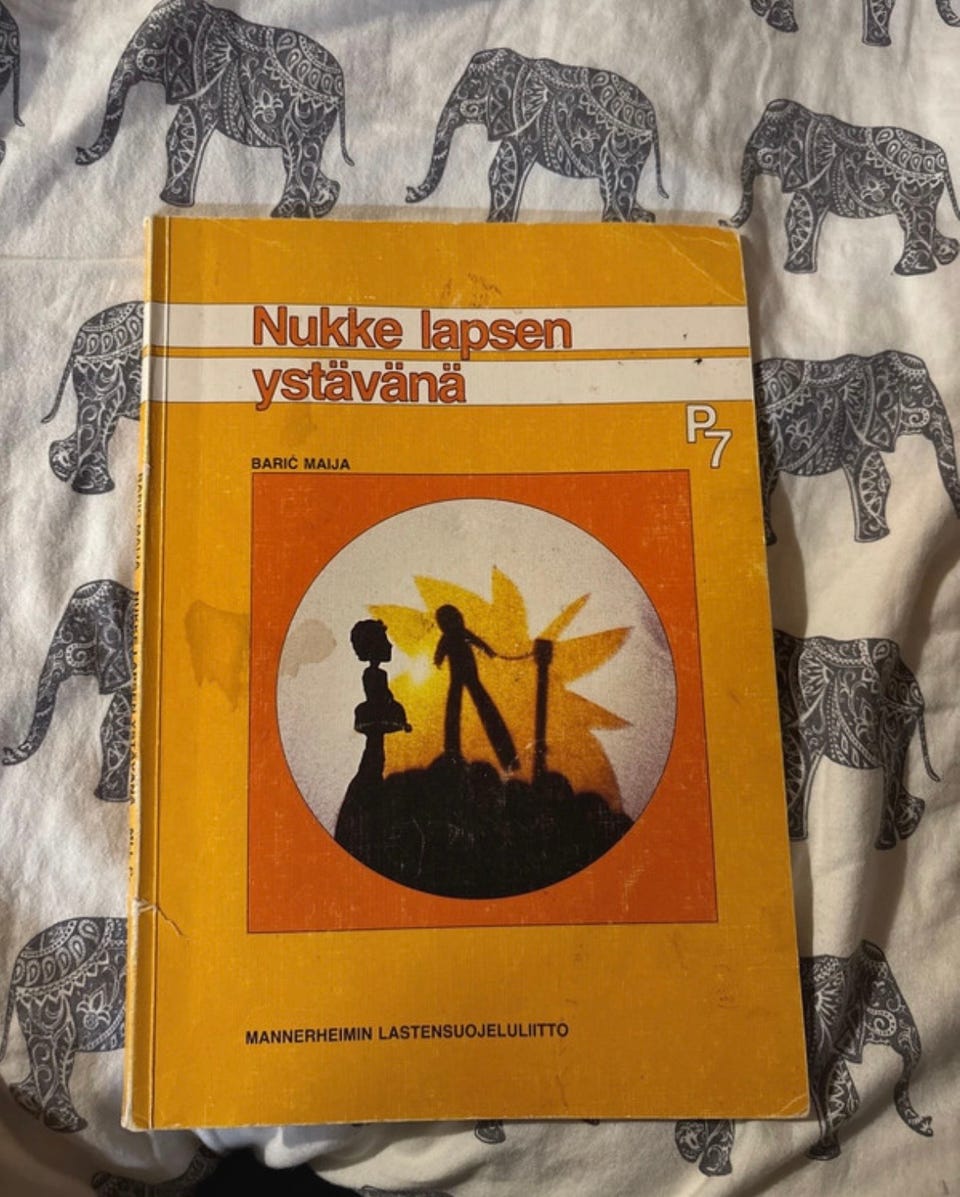 Nukke lapsen
ystävänä
P7
BARIĆ MAIJA
MANNERHEIMIN LASTENSUOJELULIITTO